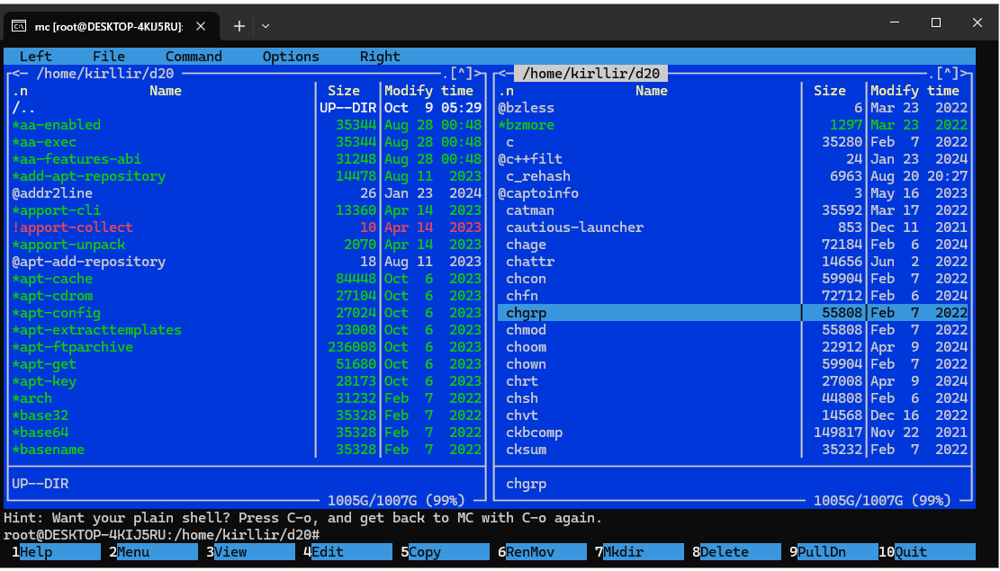 mc [root@DESKTOP-4KIJ5RU]:
Left File Command Options Right
<— /home/kirllir/d20 .[^]>
.n Name Size Modify time
/.. UP--DIR Oct 9 05:29
*aa-enabled 35344 Aug 28 00:48
*aa-exec 35344 Aug 28 00:48
*aa-features-abi 31248 Aug 28 00:48
*add-apt-repository 14478 Aug 11 2023
@addr2line 26 Jan 23 2024
*apport-cli 13360 Apr 14 2023
!apport-collect 10 Apr 14 2023
*apport-unpack 2070 Apr 14 2023
@apt-add-repository 18 Aug 11 2023
*apt-cache 84448 Oct 6 2023
*apt-cdrom 27104 Oct 6 2023
*apt-config 27024 Oct 6 2023
*apt-extracttemplates 23008 Oct 6 2023
*apt-ftparchive 236008 Oct 6 2023
*apt-get 51680 Oct 6 2023
*apt-key 28173 Oct 6 2023
*arch 31232 Feb 7 2022
*base32 35328 Feb 7 2022
*base64 35328 Feb 7 2022
*basename 35328 Feb 7 2022
UP--DIR
1005G/1007G (99%)
<— /home/kirllir/d20 .[^]>
.n Name Size Modify time
@bzless 6 Mar 23 2022
*bzmore 1297 Mar 23 2022
c 35280 Feb 7 2022
@c++filt 24 Jan 23 2024
c_rehash 6963 Aug 20 20:27
@captoinfo 3 May 16 2023
catman 35592 Mar 17 2022
cautious-launcher 853 Dec 11 2021
chage 72184 Feb 6 2024
chattr 14656 Jun 2 2022
chcon 59904 Feb 7 2022
chfn 72712 Feb 6 2024
chgrp 55808 Feb 7 2022
chmod 55808 Feb 7 2022
choom 22912 Apr 9 2024
chown 59904 Feb 7 2022
chrt 27008 Apr 9 2024
chsh 44808 Feb 6 2024
chvt 14568 Dec 16 2022
ckbcomp 149817 Nov 22 2021
cksum 35232 Feb 7 2022
chgrp
1005G/1007G (99%)
Hint: Want your plain shell? Press C-o, and get back to MC with C-o again.
root@DESKTOP-4KIJ5RU:/home/kirllir/d20#
1Help 2Menu 3View 4Edit 5Copy 6RenMov 7Mkdir 8Delete 9PullDn 10Quit